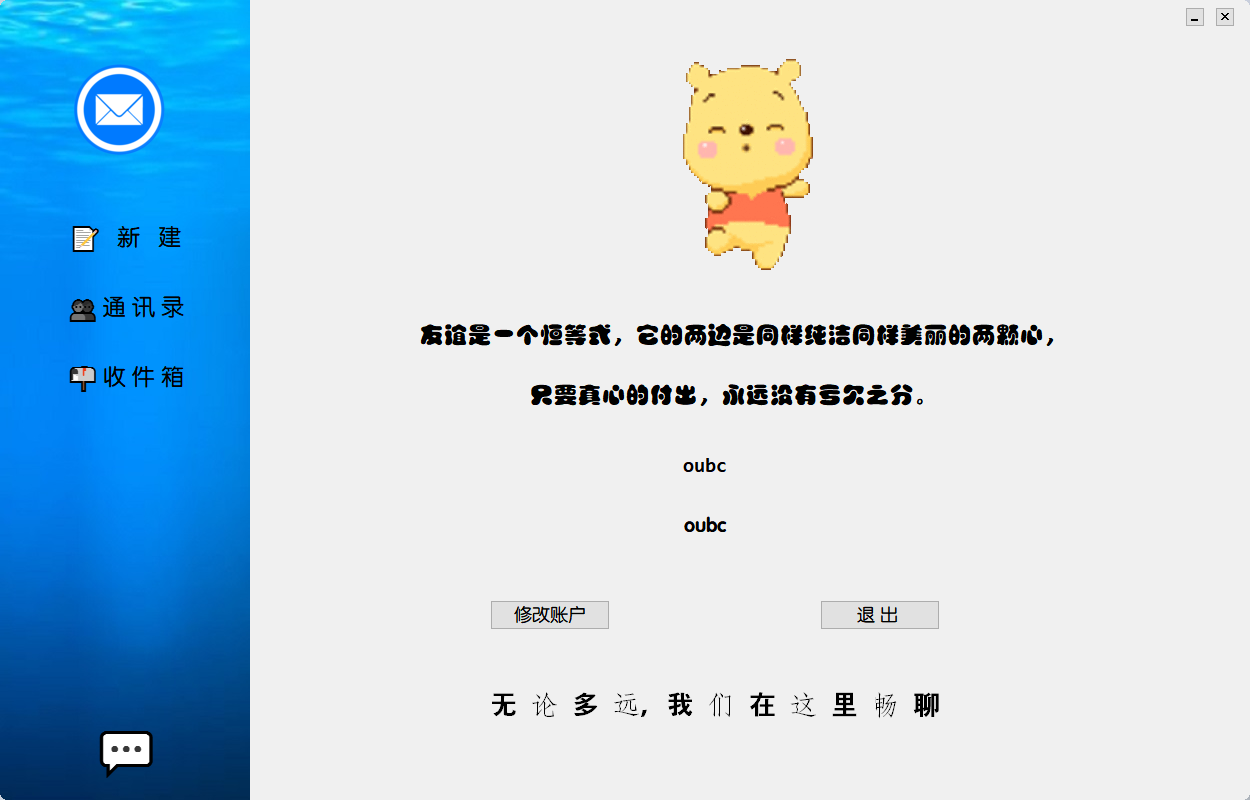 新 建
通 讯 录
收 件 箱
友谊是一个恒等式，它的两边是同样纯洁同样美丽的两颗心，
只要真心的付出，永远没有亏欠之分。
oubc
oubc
修改账户
退 出
无 论 多 远, 我 们 在 这 里 畅 聊